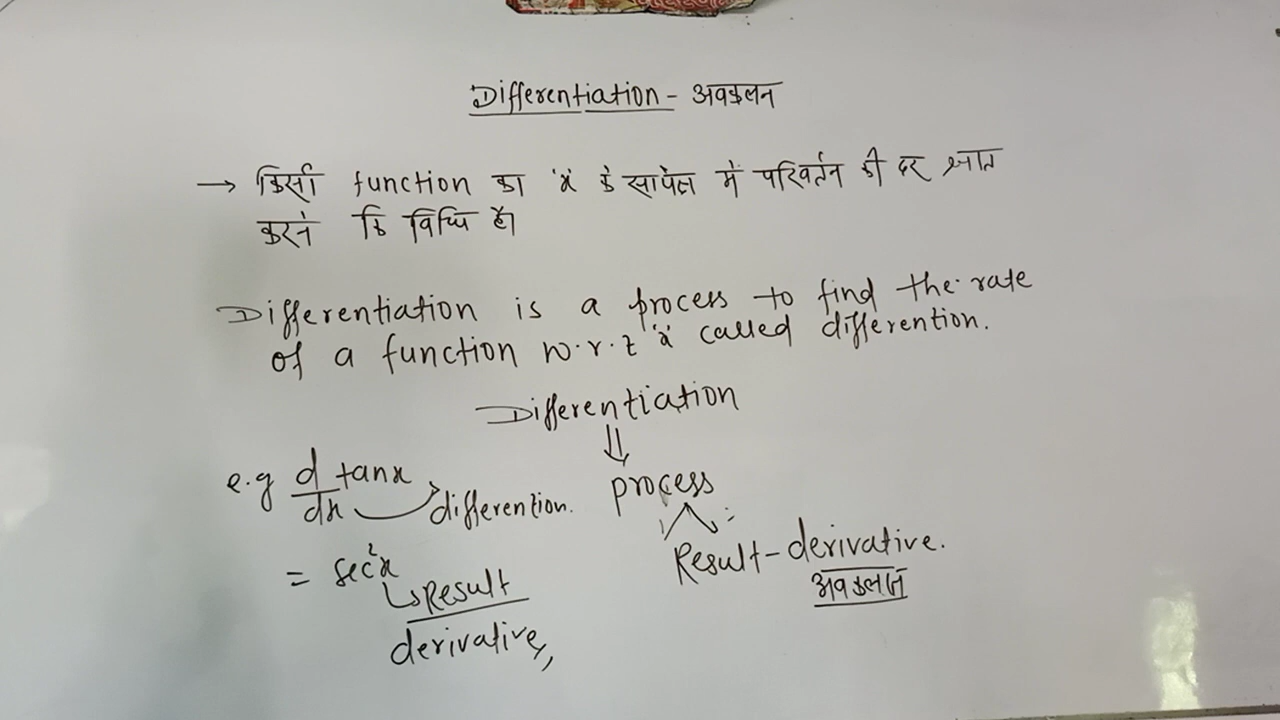 Differentiation - अवकलन
→ किसी function का 'x' के सापेक्ष में परिवर्तन की दर ज्ञात
करने कि विधि है।
Differentiation is a process to find the rate
of a function w.r.t 'x' called differention.
Differentiation
⇓
process
Result - derivative.
अवकलज
e.g d/dx tanx → differention.
= sec²x
↳ Result
derivative,,